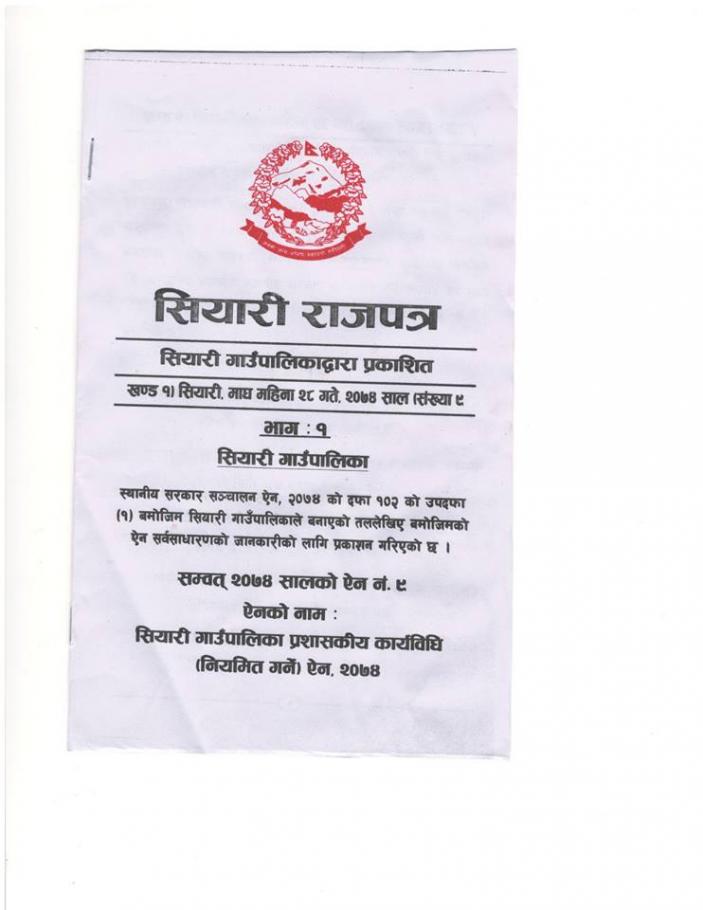 सियारी राजपत्र
सियारी गाउँपालिकाद्वारा प्रकाशित
खण्ड १) सियारी, माघ महिना २८ गते, २०७४ साल (संख्या ९
भाग : १
सियारी गाउँपालिका
स्थानीय सरकार सञ्चालन ऐन, २०७४ को दफा १०२ को उपदफा
(१) बमोजिम सियारी गाउँपालिकाले बनाएको तललेखिए बमोजिमको
ऐन सर्वसाधारणको जानकारीको लागि प्रकाशन गरिएको छ ।
सम्वत् २०७४ सालको ऐन नं. ९
ऐनको नाम :
सियारी गाउँपालिका प्रशासकीय कार्यविधि
(नियमित गर्ने) ऐन, २०७४